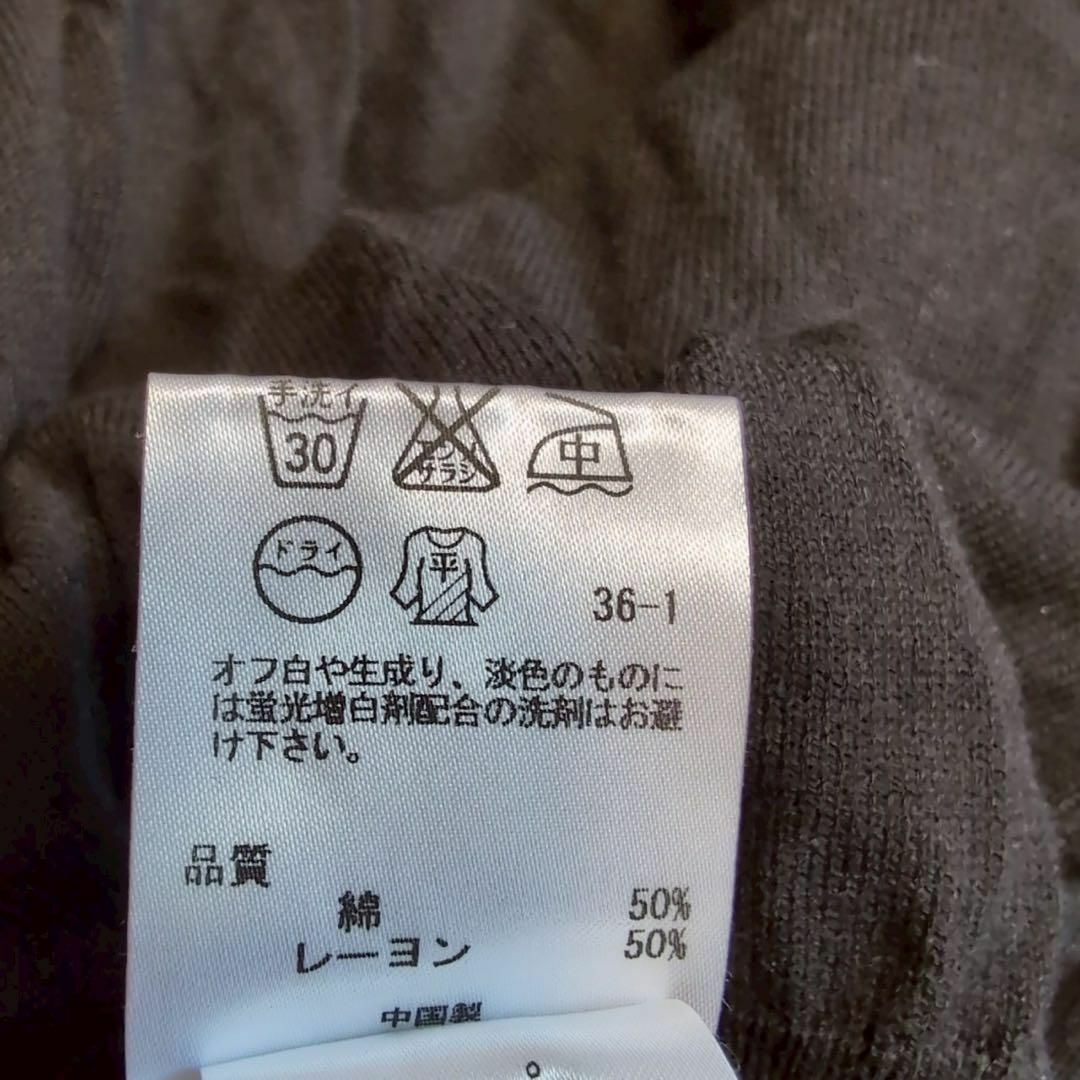 手洗イ
30
エンソ
サラシ
中
ドライ
平
36-1
オフ白や生成り、淡色のものに
は蛍光増白剤配合の洗剤はお避
け下さい。
品質
綿 50%
レーヨン 50%
中国製